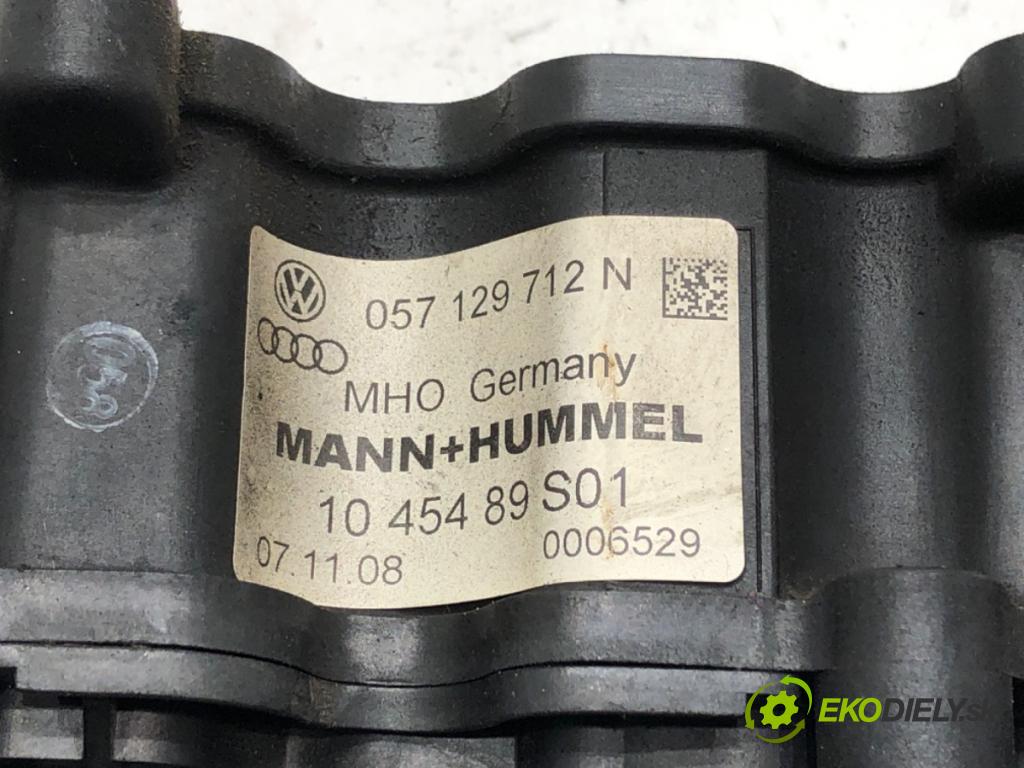 057 129 712 N
MHO Germany
MANN+HUMMEL
10 454 89 S01
07.11.08 0006529
EKODIELY.sk